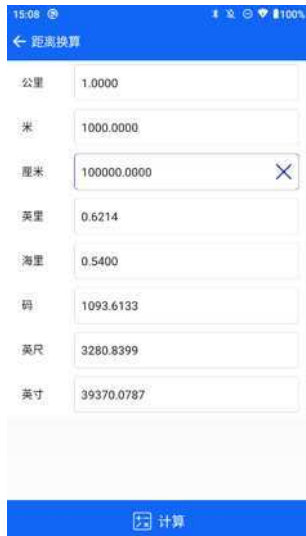 15:08 100%
距离换算
公里 1.0000
米 1000.0000
厘米 100000.0000
英里 0.6214
海里 0.5400
码 1093.6133
英尺 3280.8399
英寸 39370.0787
计算